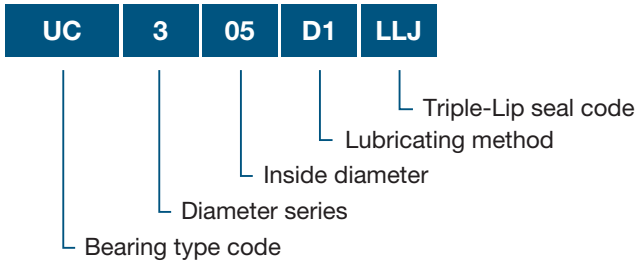 UC 3 05 D1 LLJ
Triple-Lip seal code
Lubricating method
Inside diameter
Diameter series
Bearing type code